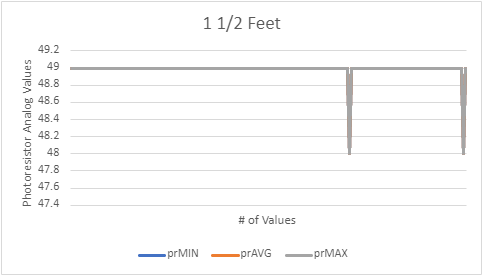 1 1/2 Feet
Photoresistor Analog Values
49.2
49
48.8
48.6
48.4
48.2
48
47.8
47.6
47.4
# of Values
prMIN prAVG prMAX